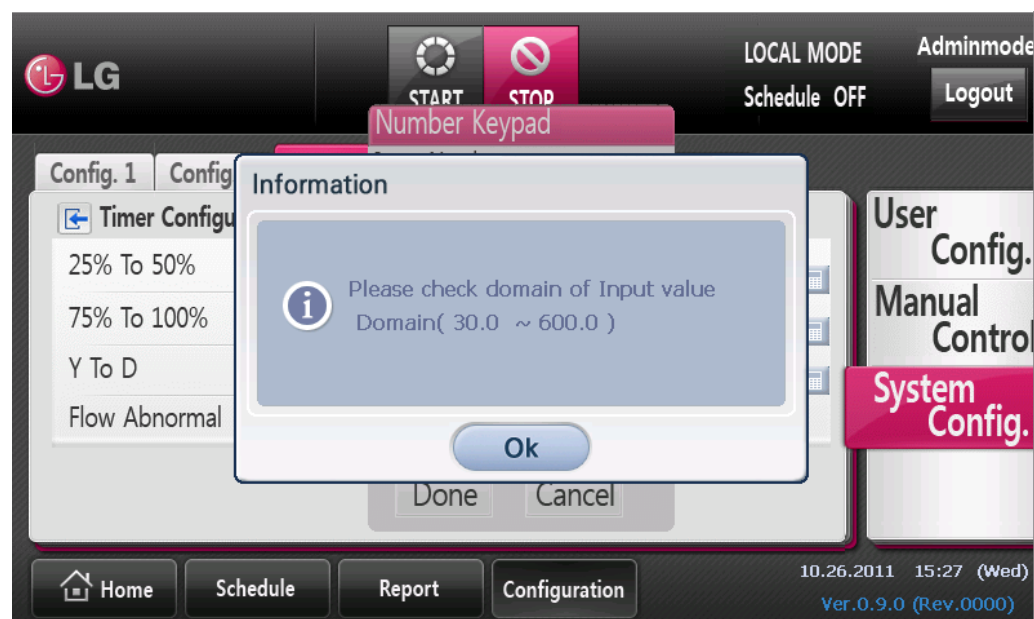 LG
START
STOP
LOCAL MODE
Schedule OFF
Adminmode
Logout
Number Keypad
Config. 1
Config
Information
Timer Configu
25% To 50%
75% To 100%
Y To D
Flow Abnormal
Please check domain of Input value
Domain( 30.0 ~ 600.0 )
Ok
Done
Cancel
User
Config.
Manual
Control
System
Config.
Home
Schedule
Report
Configuration
10.26.2011 15:27 (Wed)
Ver.0.9.0 (Rev.0000)